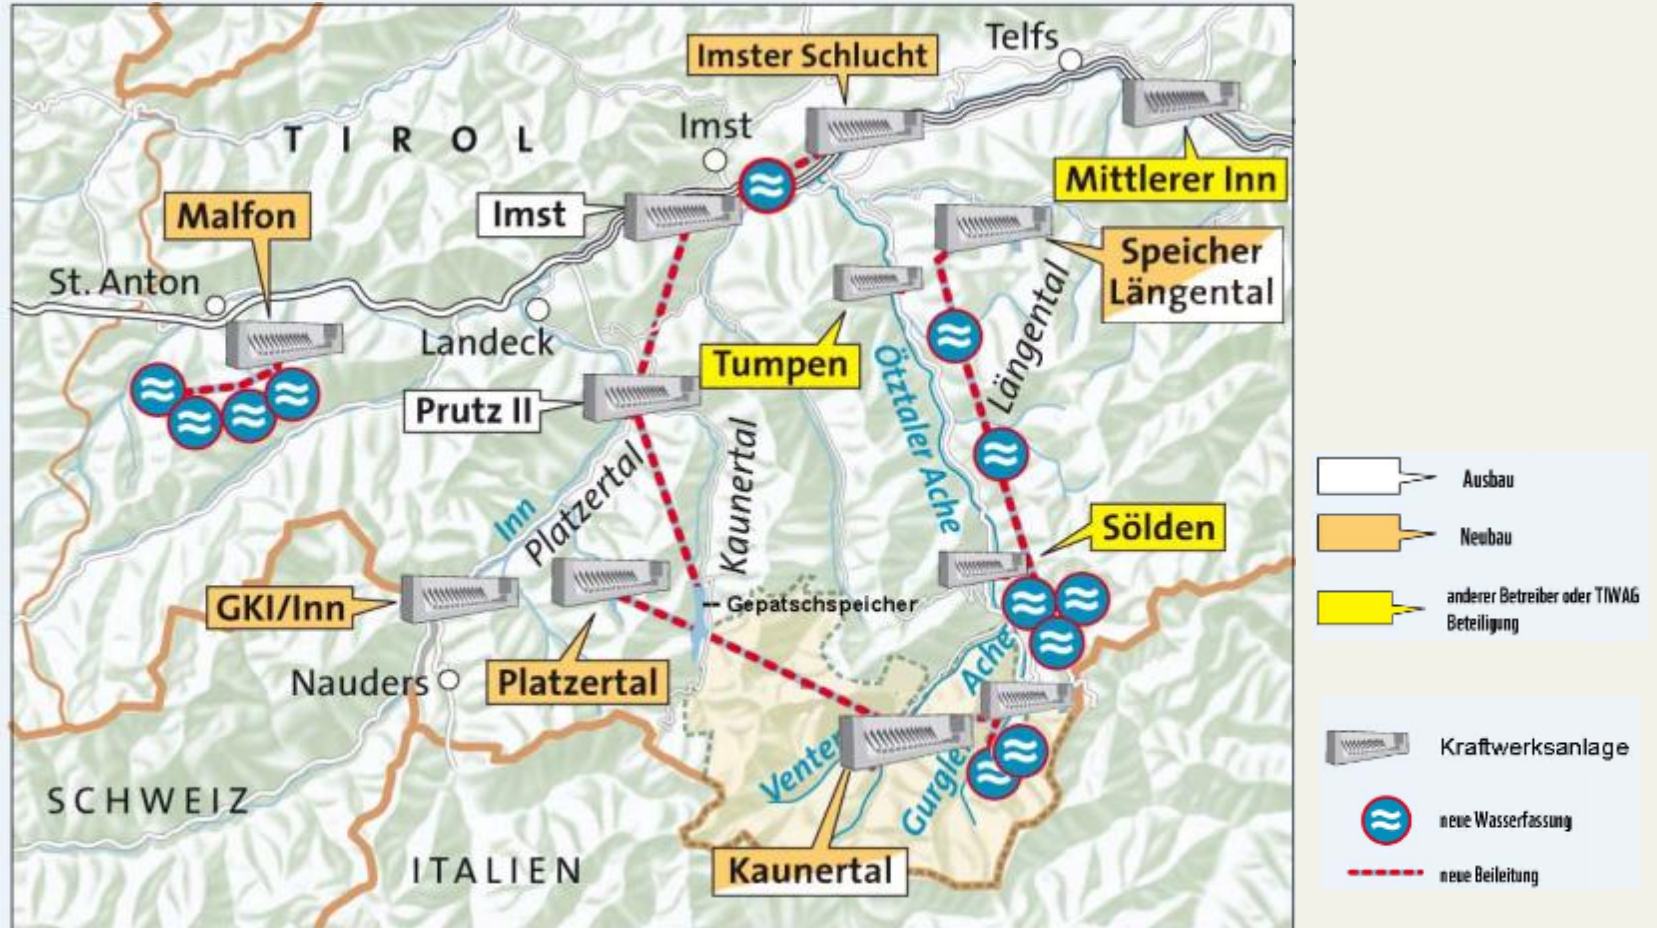 Imster Schlucht
Telfs
TIROL
Imst
Mittlerer Inn
Malfon
Imst
Speicher
Längental
St. Anton
Landeck
Tumpen
Prutz II
Ötztaler Ache
Längental
Inn
Platzertal
Kaunertal
Sölden
GKI/Inn
Gepatschspeicher
Nauders
Platzertal
Venter
Acher
Gurgler
SCHWEIZ
ITALIEN
Kaunertal
Ausbau
Neubau
anderer Betreiber oder TIWAG
Beteiligung
Kraftwerksanlage
neue Wasserfassung
neue Beileitung